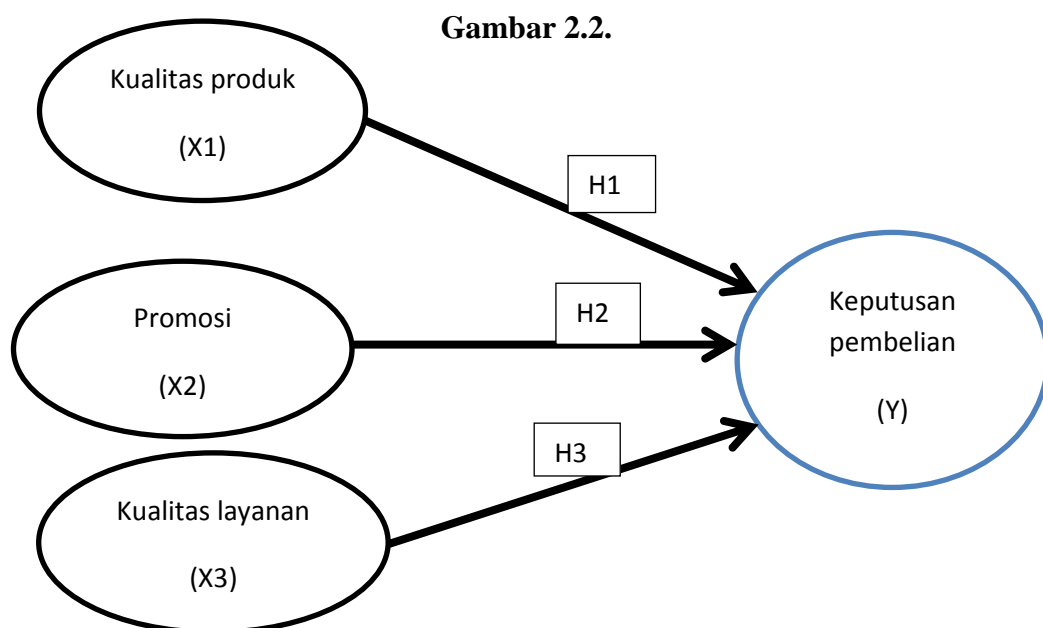 Gambar 2.2.
Kualitas produk
(X1)
H1
Promosi
(X2)
H2
Keputusan
pembelian
(Y)
H3
Kualitas layanan
(X3)